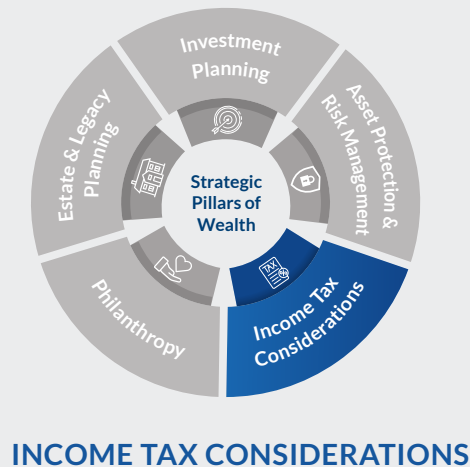 Investment
Planning
Asset Protection &
Risk Management
Income Tax
Considerations
Philanthropy
Estate & Legacy
Planning
Strategic
Pillars of
Wealth
TAX
%
INCOME TAX CONSIDERATIONS